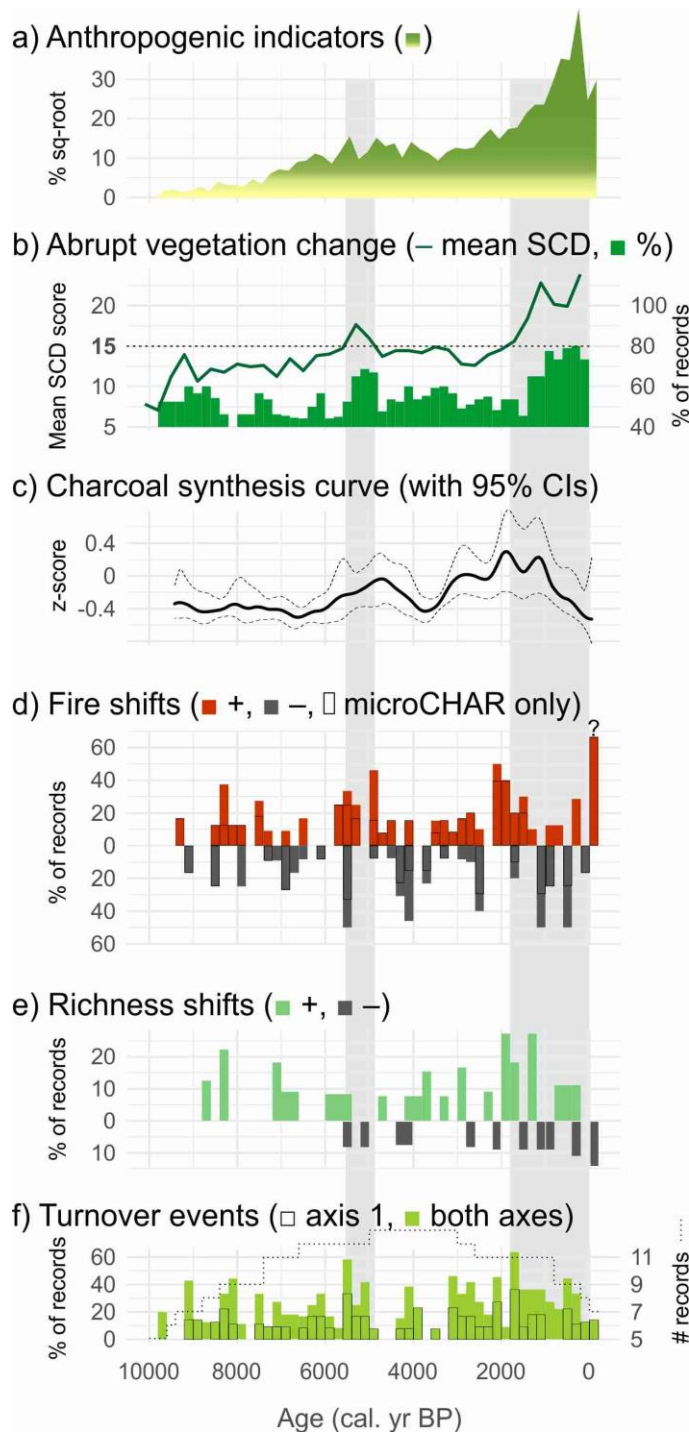 a) Anthropogenic indicators (■)
% sq-root
30
20
10
0
b) Abrupt vegetation change (– mean SCD, ■ %)
Mean SCD score
20
15
10
5
100
80
60
40
% of records
c) Charcoal synthesis curve (with 95% CIs)
z-score
0.4
0
-0.4
d) Fire shifts (■ +, ■ –, ▯ microCHAR only)
?
% of records
60
40
20
0
20
40
60
e) Richness shifts (■ +, ■ –)
% of records
20
10
0
10
f) Turnover events (□ axis 1, ■ both axes)
% of records
60
40
20
0
11
9
7
5
# records ......
10000 8000 6000 4000 2000 0
Age (cal. yr BP)